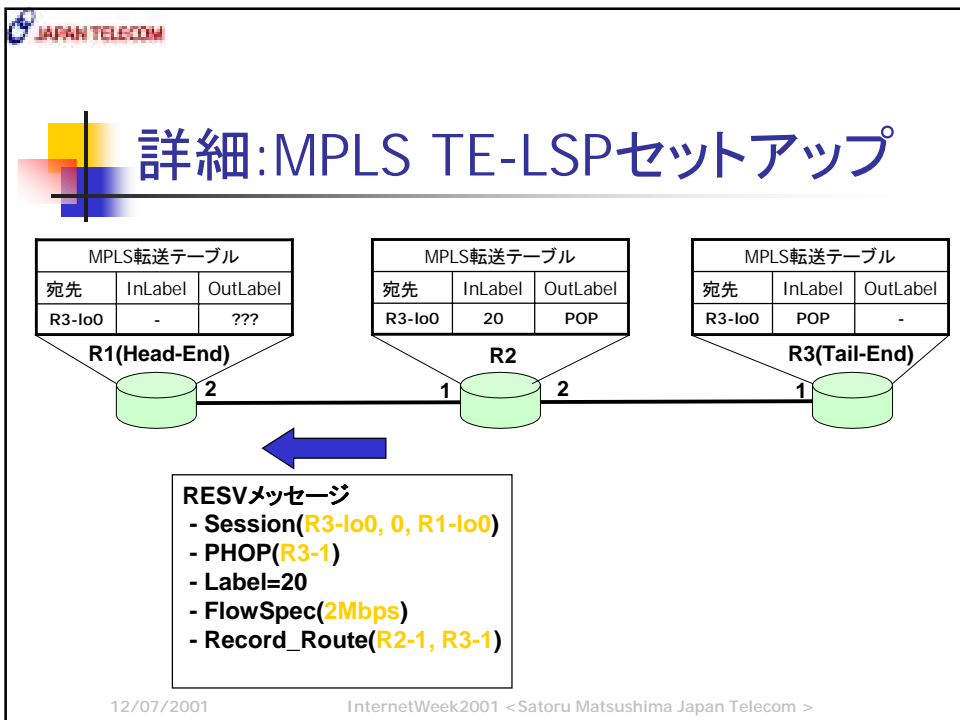 JAPAN TELECOM
詳細:MPLS TE-LSPセットアップ
MPLS転送テーブル
宛先 InLabel OutLabel
R3-lo0 - ???
MPLS転送テーブル
宛先 InLabel OutLabel
R3-lo0 20 POP
MPLS転送テーブル
宛先 InLabel OutLabel
R3-lo0 POP -
R1(Head-End)
R2
R3(Tail-End)
2
1
2
1
RESVメッセージ
- Session(R3-lo0, 0, R1-lo0)
- PHOP(R3-1)
- Label=20
- FlowSpec(2Mbps)
- Record_Route(R2-1, R3-1)
12/07/2001
InternetWeek2001 <Satoru Matsushima Japan Telecom >